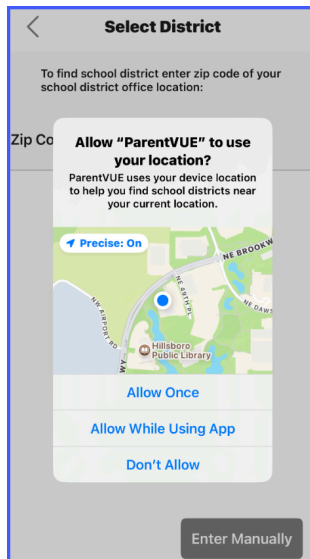 Select District
To find school district enter zip code of your
school district office location:
Zip Co
Allow “ParentVUE” to use
your location?
ParentVUE uses your device location
to help you find school districts near
your current location.
Precise: On
NE BROOKW
NE 49TH PL
NE DAWS
NW AIRPORT RD
Hillsboro
Public Library
WY
Allow Once
Allow While Using App
Don’t Allow
Enter Manually